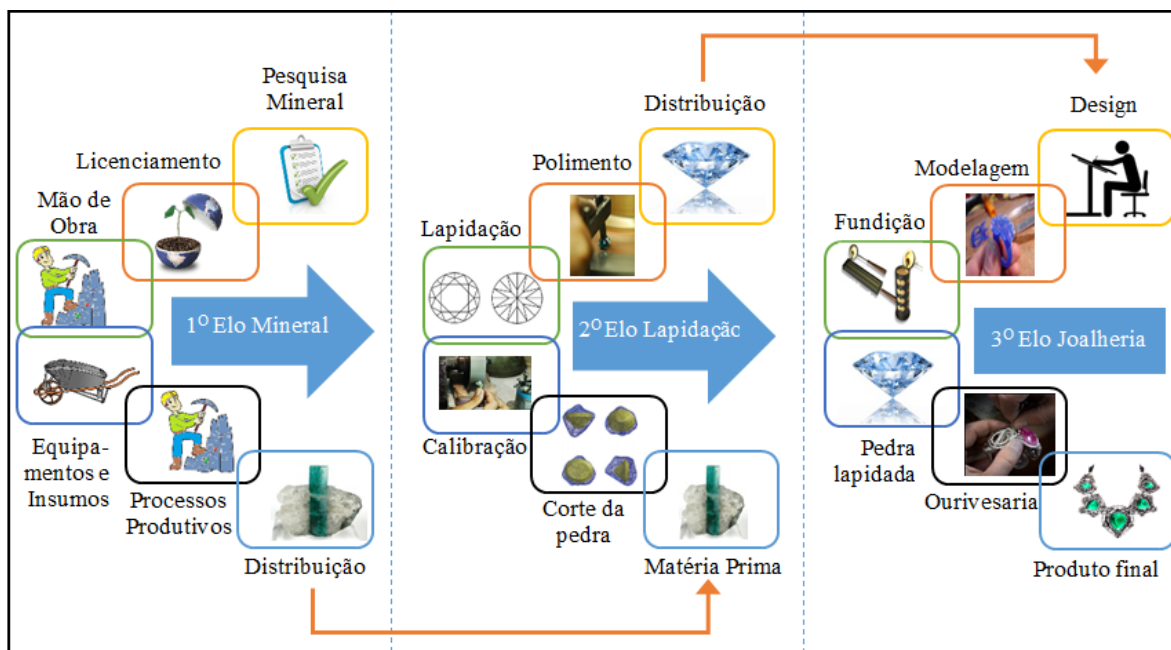 Pesquisa
Mineral
Licenciamento
Mão de
Obra
1º Elo Mineral
Equipa-
mentos e
Insumos
Processos
Produtivos
Distribuição
Distribuição
Polimento
Lapidação
2º Elo Lapidação
Calibração
Corte da
pedra
Matéria Prima
Design
Modelagem
Fundição
3º Elo Joalheria
Pedra
lapidada
Ourivesaria
Produto final